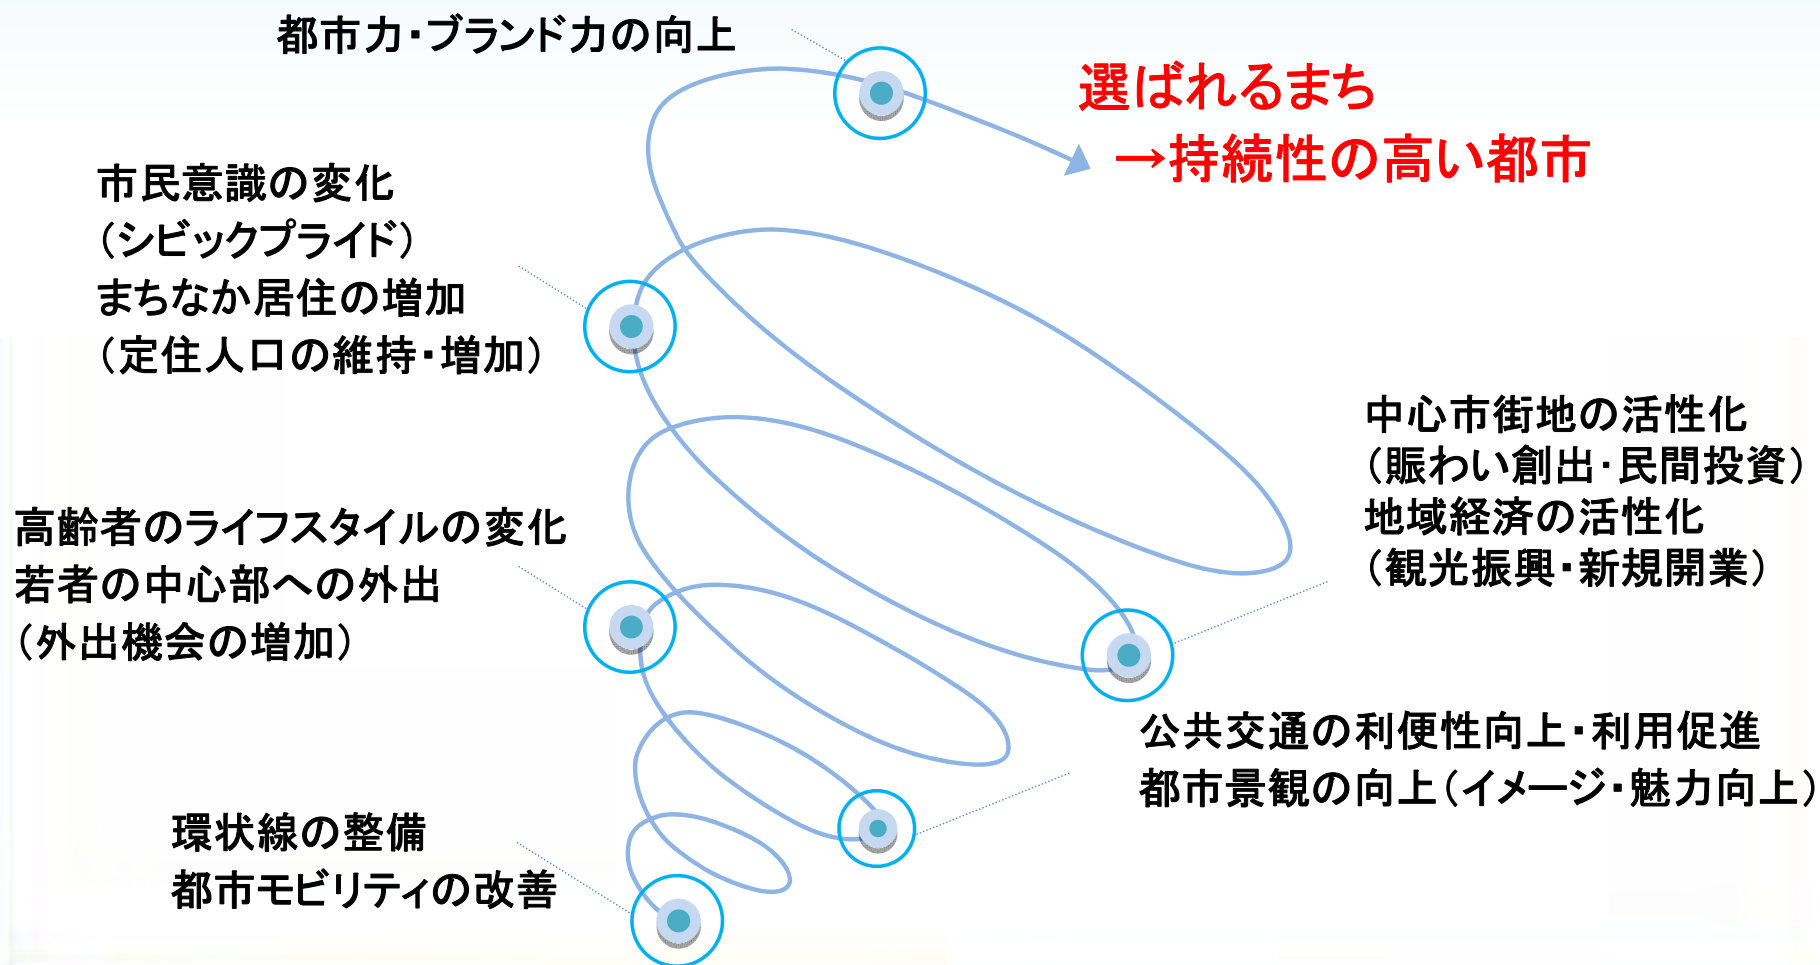 都市力・ブランド力の向上
選ばれるまち
→持続性の高い都市
市民意識の変化
（シビックプライド）
まちなか居住の増加
（定住人口の維持・増加）
中心市街地の活性化
（賑わい創出・民間投資）
地域経済の活性化
（観光振興・新規開業）
高齢者のライフスタイルの変化
若者の中心部への外出
（外出機会の増加）
公共交通の利便性向上・利用促進
都市景観の向上（イメージ・魅力向上）
環状線の整備
都市モビリティの改善